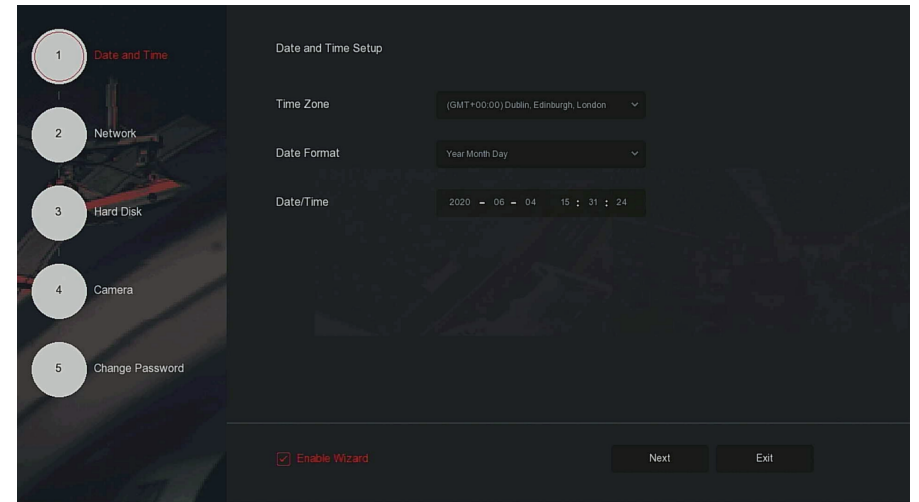 1 Date and Time
2 Network
3 Hard Disk
4 Camera
5 Change Password
Date and Time Setup
Time Zone (GMT+00:00) Dublin, Edinburgh, London
Date Format Year Month Day
Date/Time 2020 - 06 - 04 15 : 31 : 24
Enable Wizard Next Exit